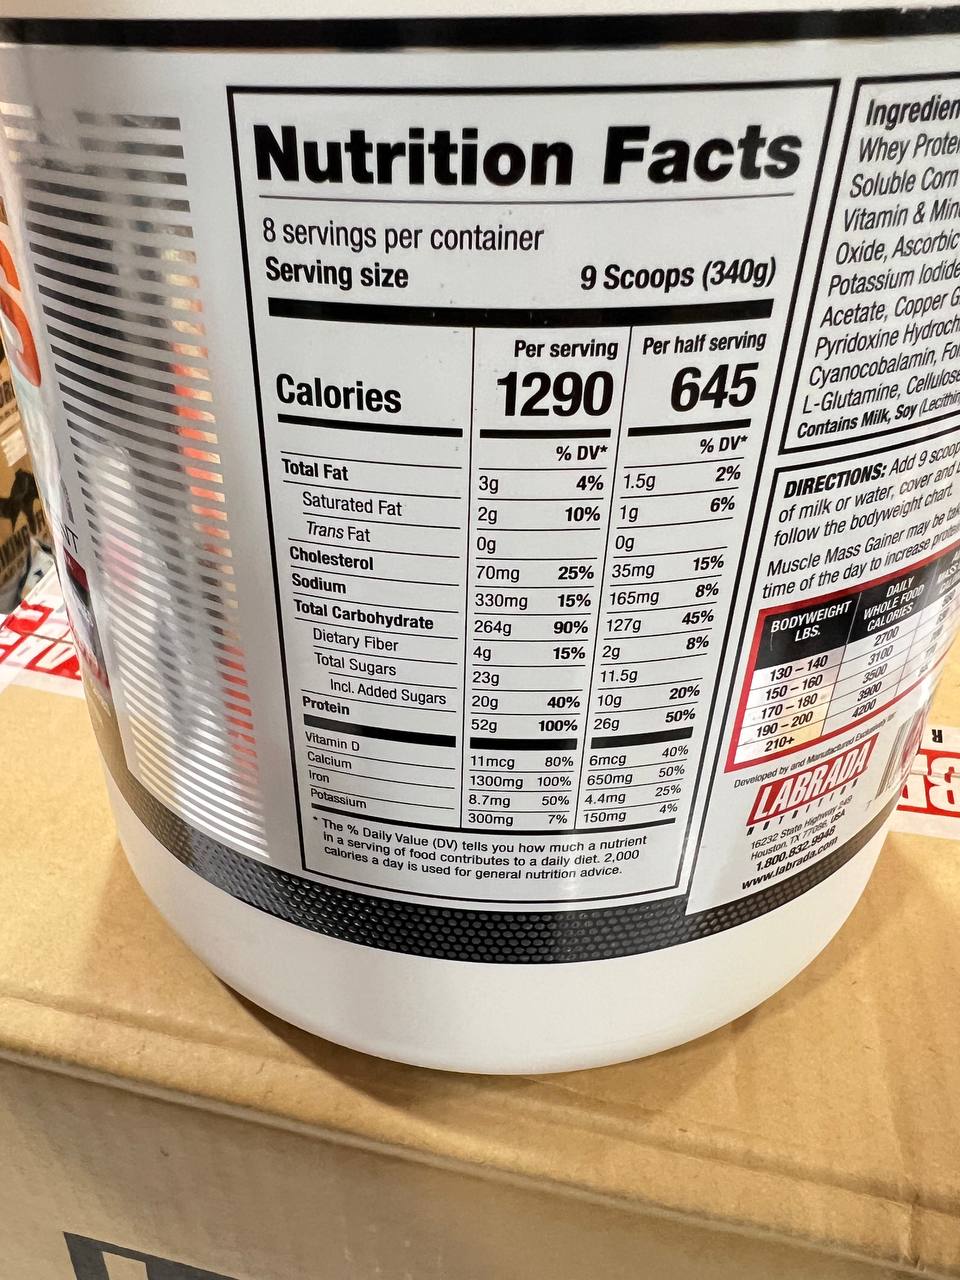 Nutrition Facts
8 servings per container
Serving size 9 Scoops (340g)
Per serving Per half serving
Calories 1290 645
% DV* % DV*
Total Fat 3g 4% 1.5g 2%
Saturated Fat 2g 10% 1g 6%
Trans Fat 0g 0g
Cholesterol 70mg 25% 35mg 15%
Sodium 330mg 15% 165mg 8%
Total Carbohydrate 264g 90% 127g 45%
Dietary Fiber 4g 15% 2g 8%
Total Sugars 23g 11.5g
Incl. Added Sugars 20g 40% 10g 20%
Protein 52g 100% 26g 50%
Vitamin D 11mcg 80% 6mcg 40%
Calcium 1300mg 100% 650mg 50%
Iron 8.7mg 50% 4.4mg 25%
Potassium 300mg 7% 150mg 4%
* The % Daily Value (DV) tells you how much a nutrient
in a serving of food contributes to a daily diet. 2,000
calories a day is used for general nutrition advice.
Whey
Soluble Corn
Vitamin & 
Oxide, Ascorbic
Potassium 
Acetate, Copper
Pyridoxine
Cyanocobalamin,
L-Glutamine,
Contains Milk, Soy
DIRECTIONS: Add 9
of milk or water, cover and
follow the bodyweight chart.
Muscle Mass Gainer may be
time of the day to increase
BODYWEIGHT
LBS.
DAILY
WHOLE FOOD
CALORIES
130 – 140 2700
150 – 160 3100
170 – 180 3500
190 – 200 3900
210+ 4200
Developed by and Manufactured Exclusively
LABRADA
NUTRITION
16232 State Highway 249
Houston, TX 77086, USA
1.800.832.9948
www.labrada.com